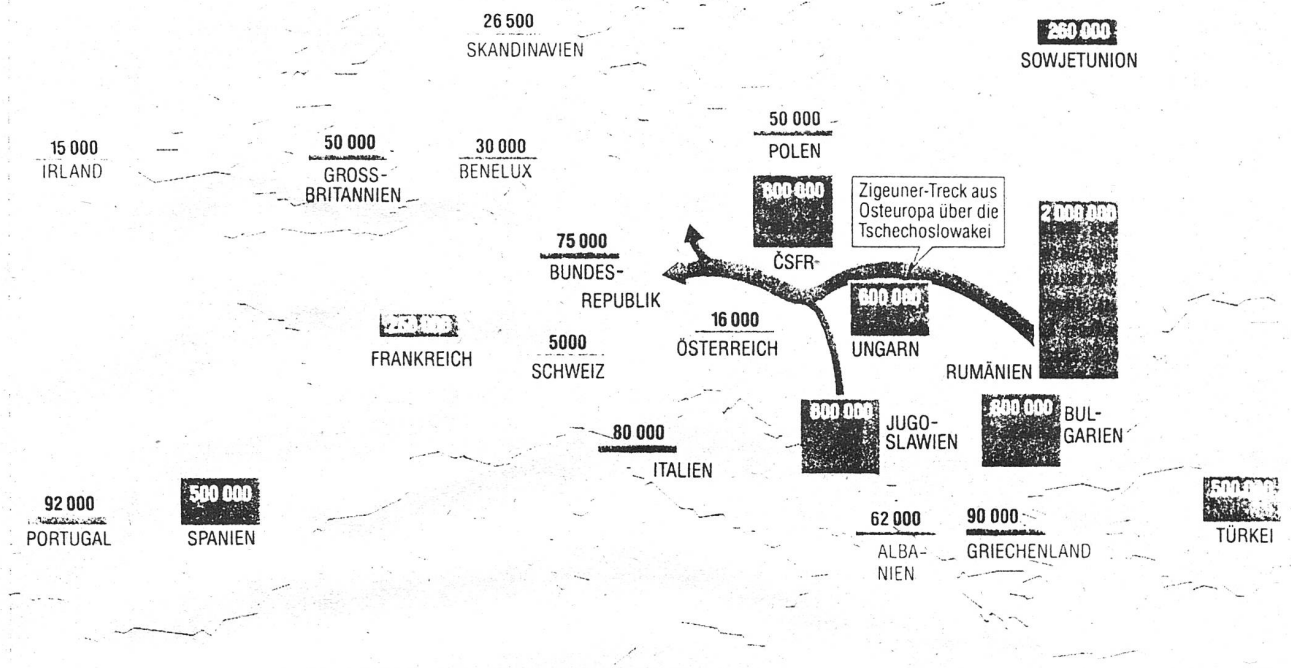 26 500
SKANDINAVIEN
260 000
SOWJETUNION
15 000
IRLAND
50 000
GROSS-
BRITANNIEN
30 000
BENELUX
50 000
POLEN
800 000
ČSFR
Zigeuner-Treck aus
Osteuropa über die
Tschechoslowakei
2 000 000
RUMÄNIEN
75 000
BUNDES-
REPUBLIK
600 000
UNGARN
16 000
ÖSTERREICH
FRANKREICH
5000
SCHWEIZ
800 000
JUGO-
SLAWIEN
800 000
BUL-
GARIEN
80 000
ITALIEN
92 000
PORTUGAL
500 000
SPANIEN
62 000
ALBA-
NIEN
90 000
GRIECHENLAND
500 000
TÜRKEI